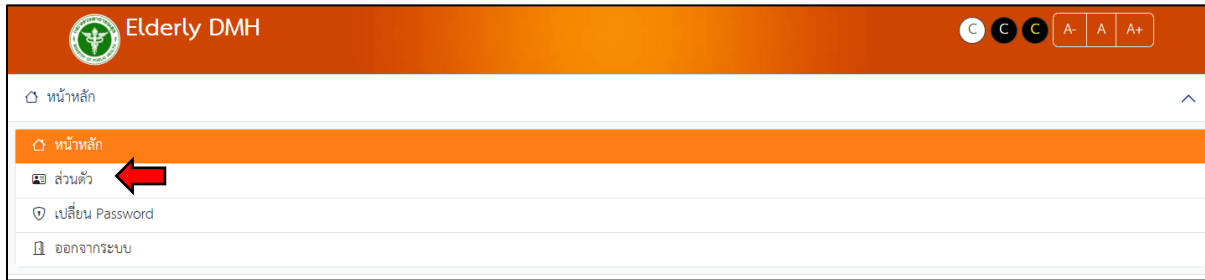 Elderly DMH
C C C A- A A+
หน้าหลัก
หน้าหลัก
ส่วนตัว
เปลี่ยน Password
ออกจากระบบ